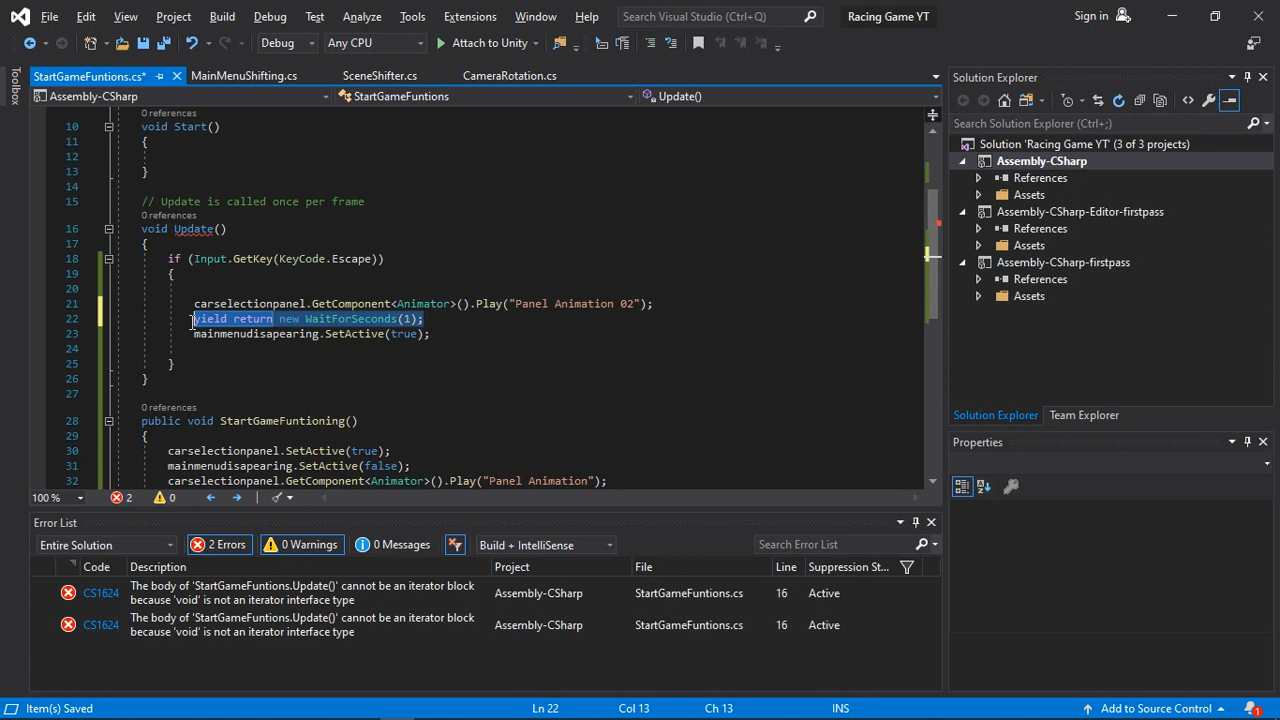 File Edit View Project Build Debug Test Analyze Tools Extensions Window Help Search Visual Studio (Ctrl+Q) Racing Game YT Sign in
Debug Any CPU Attach to Unity
Toolbox
StartGameFuntions.cs* MainMenuShifting.cs SceneShifter.cs CameraRotation.cs
Assembly-CSharp StartGameFuntions Update()
0 references
10 void Start()
11 {
12
13 }
14
15 // Update is called once per frame
0 references
16 void Update()
17 {
18 if (Input.GetKey(KeyCode.Escape))
19 {
20
21 carselectionpanel.GetComponent<Animator>().Play("Panel Animation 02");
22 yield return new WaitForSeconds(1);
23 mainmenudisapearing.SetActive(true);
24
25 }
26 }
27
0 references
28 public void StartGameFuntioning()
29 {
30 carselectionpanel.SetActive(true);
31 mainmenudisapearing.SetActive(false);
32 carselectionpanel.GetComponent<Animator>().Play("Panel Animation");
100 % 2 0
Error List
Entire Solution 2 Errors 0 Warnings 0 Messages Build + IntelliSense Search Error List
Code Description Project File Line Suppression St...
CS1624 The body of 'StartGameFuntions.Update()' cannot be an iterator block because 'void' is not an iterator interface type Assembly-CSharp StartGameFuntions.cs 16 Active
CS1624 The body of 'StartGameFuntions.Update()' cannot be an iterator block because 'void' is not an iterator interface type Assembly-CSharp StartGameFuntions.cs 16 Active
Solution Explorer
Search Solution Explorer (Ctrl+;)
Solution 'Racing Game YT' (3 of 3 projects)
Assembly-CSharp
References
Assets
Assembly-CSharp-Editor-firstpass
References
Assets
Assembly-CSharp-firstpass
References
Assets
Solution Explorer Team Explorer
Properties
Item(s) Saved Ln 22 Col 13 Ch 13 INS Add to Source Control 1